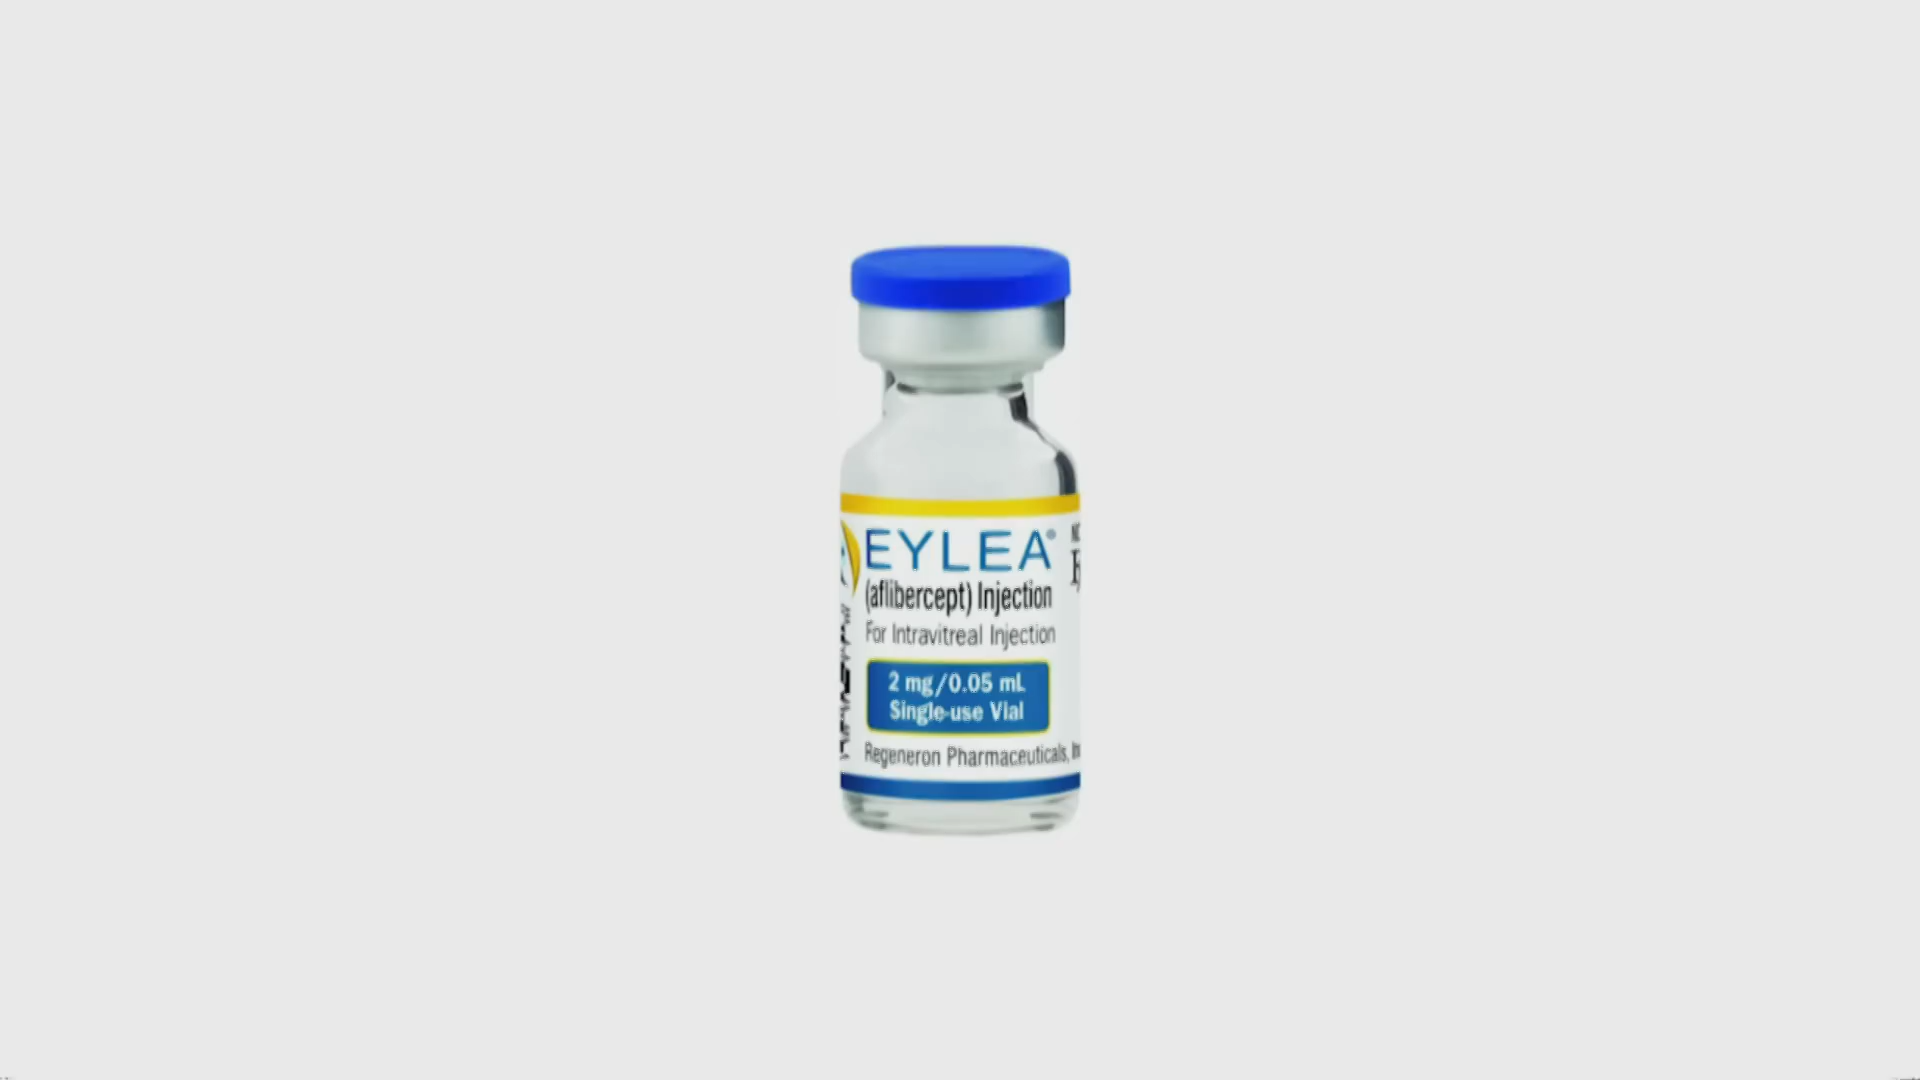 EYLEA®
(aflibercept) Injection
For Intravitreal Injection
2 mg/0.05 mL
Single-use Vial
Regeneron Pharmaceuticals,